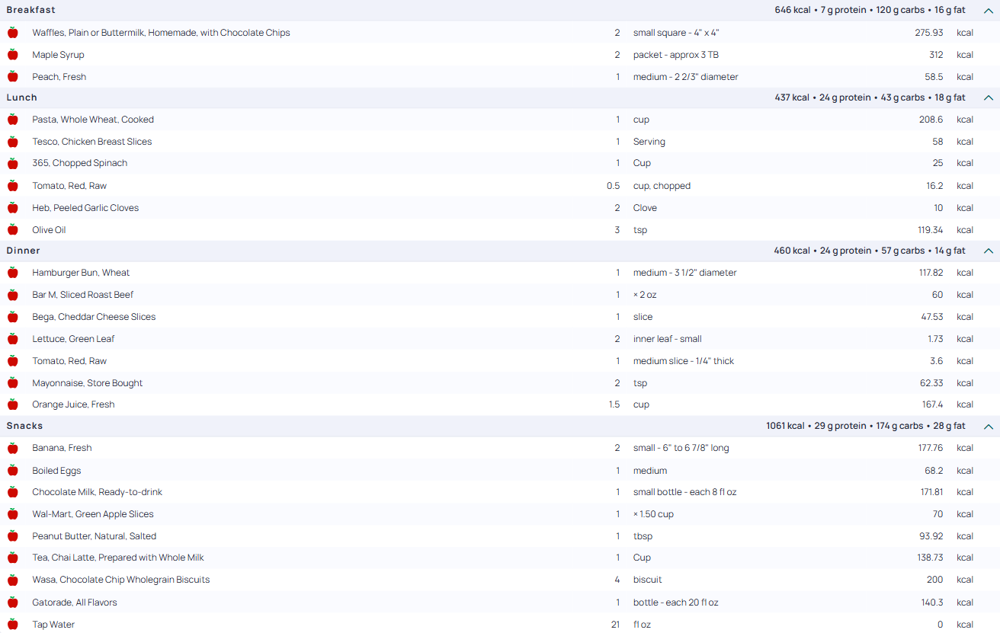 Breakfast 646 kcal • 7 g protein • 120 g carbs • 16 g fat
Waffles, Plain or Buttermilk, Homemade, with Chocolate Chips 2 small square - 4" x 4" 275.93 kcal
Maple Syrup 2 packet - approx 3 TB 312 kcal
Peach, Fresh 1 medium - 2 2/3" diameter 58.5 kcal
Lunch 437 kcal • 24 g protein • 43 g carbs • 18 g fat
Pasta, Whole Wheat, Cooked 1 cup 208.6 kcal
Tesco, Chicken Breast Slices 1 Serving 58 kcal
365, Chopped Spinach 1 Cup 25 kcal
Tomato, Red, Raw 0.5 cup, chopped 16.2 kcal
Heb, Peeled Garlic Cloves 2 Clove 10 kcal
Olive Oil 3 tsp 119.34 kcal
Dinner 460 kcal • 24 g protein • 57 g carbs • 14 g fat
Hamburger Bun, Wheat 1 medium - 3 1/2" diameter 117.82 kcal
Bar M, Sliced Roast Beef 1 × 2 oz 60 kcal
Bega, Cheddar Cheese Slices 1 slice 47.53 kcal
Lettuce, Green Leaf 2 inner leaf - small 1.73 kcal
Tomato, Red, Raw 1 medium slice - 1/4" thick 3.6 kcal
Mayonnaise, Store Bought 2 tsp 62.33 kcal
Orange Juice, Fresh 1.5 cup 167.4 kcal
Snacks 1061 kcal • 29 g protein • 174 g carbs • 28 g fat
Banana, Fresh 2 small - 6" to 6 7/8" long 177.76 kcal
Boiled Eggs 1 medium 68.2 kcal
Chocolate Milk, Ready-to-drink 1 small bottle - each 8 fl oz 171.81 kcal
Wal-Mart, Green Apple Slices 1 × 1.50 cup 70 kcal
Peanut Butter, Natural, Salted 1 tbsp 93.92 kcal
Tea, Chai Latte, Prepared with Whole Milk 1 Cup 138.73 kcal
Wasa, Chocolate Chip Wholegrain Biscuits 4 biscuit 200 kcal
Gatorade, All Flavors 1 bottle - each 20 fl oz 140.3 kcal
Tap Water 21 fl oz 0 kcal